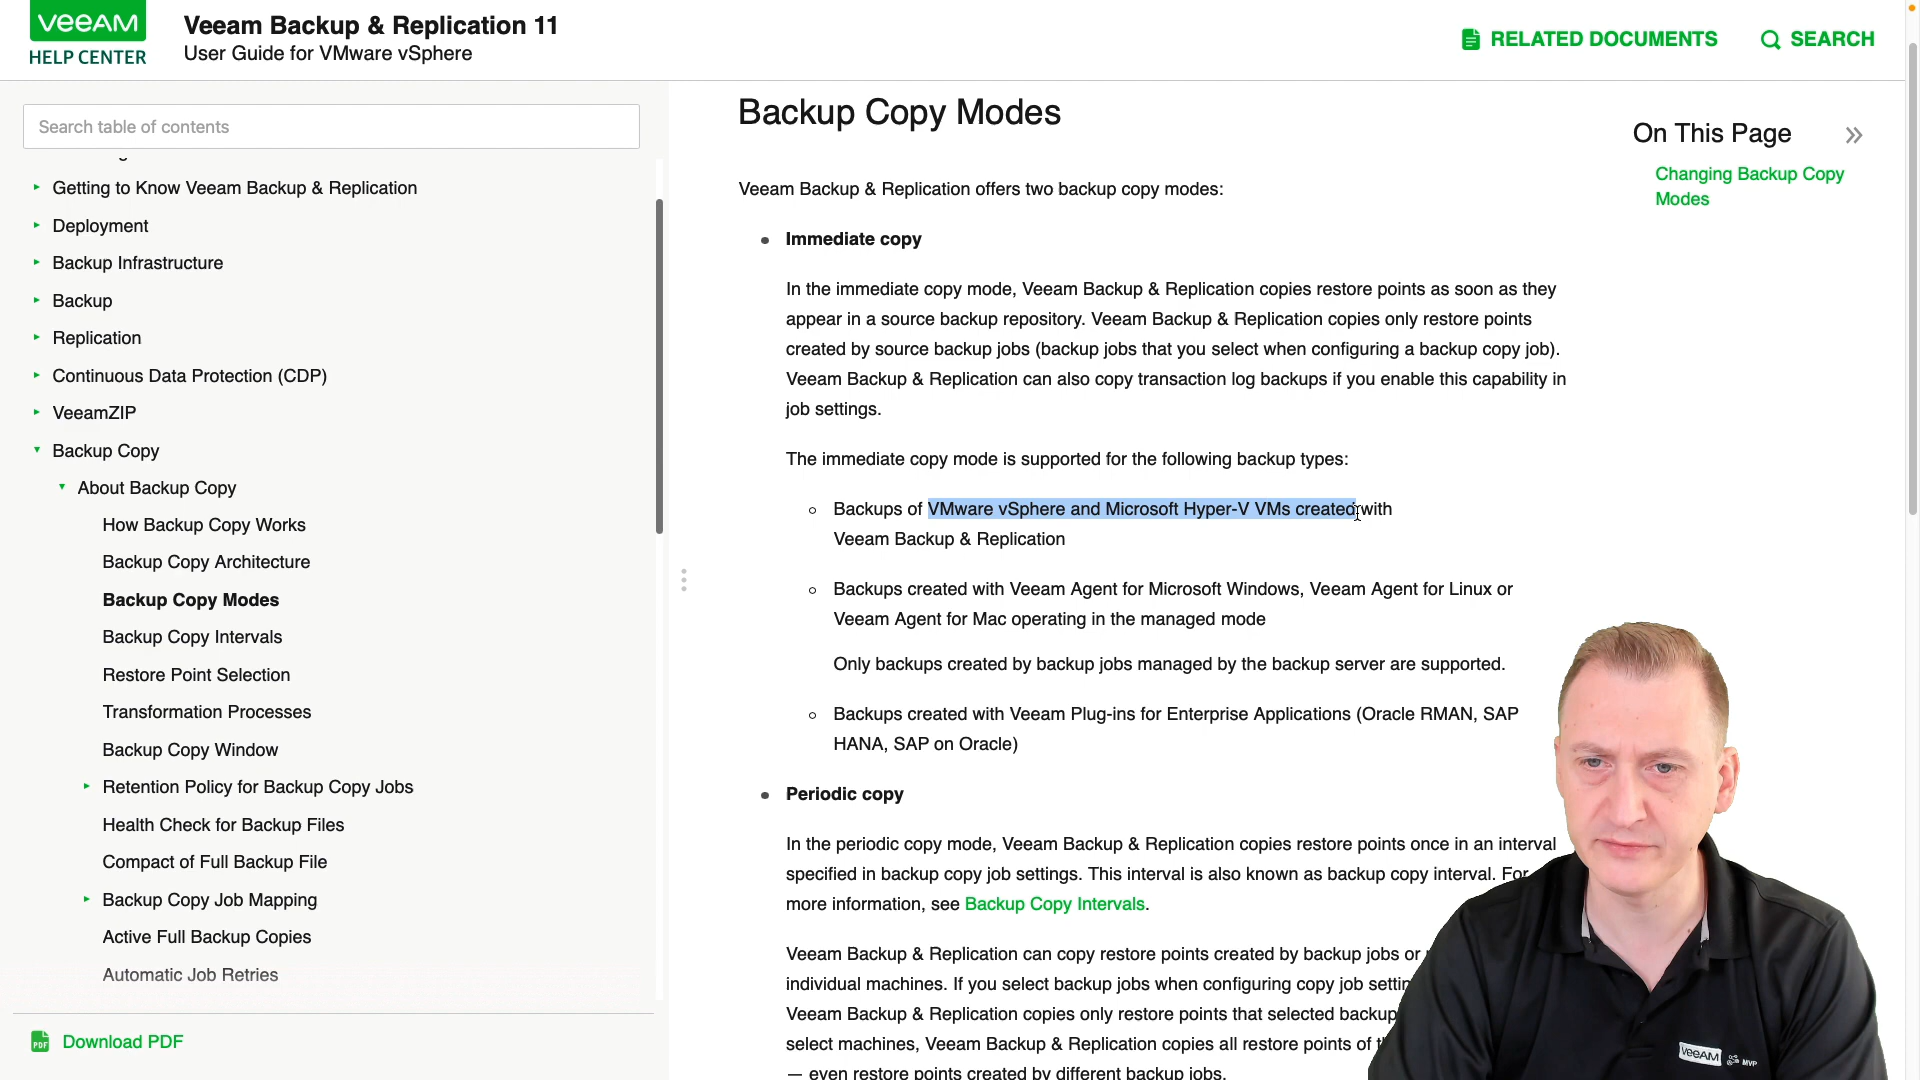 veeam
HELP CENTER
Veeam Backup & Replication 11
User Guide for VMware vSphere
RELATED DOCUMENTS
SEARCH
Search table of contents
Getting to Know Veeam Backup & Replication
Deployment
Backup Infrastructure
Backup
Replication
Continuous Data Protection (CDP)
VeeamZIP
Backup Copy
About Backup Copy
How Backup Copy Works
Backup Copy Architecture
Backup Copy Modes
Backup Copy Intervals
Restore Point Selection
Transformation Processes
Backup Copy Window
Retention Policy for Backup Copy Jobs
Health Check for Backup Files
Compact of Full Backup File
Backup Copy Job Mapping
Active Full Backup Copies
Automatic Job Retries
Download PDF
Backup Copy Modes
Veeam Backup & Replication offers two backup copy modes:
Immediate copy
In the immediate copy mode, Veeam Backup & Replication copies restore points as soon as they
appear in a source backup repository. Veeam Backup & Replication copies only restore points
created by source backup jobs (backup jobs that you select when configuring a backup copy job).
Veeam Backup & Replication can also copy transaction log backups if you enable this capability in
job settings.
The immediate copy mode is supported for the following backup types:
Backups of VMware vSphere and Microsoft Hyper-V VMs created with
Veeam Backup & Replication
Backups created with Veeam Agent for Microsoft Windows, Veeam Agent for Linux or
Veeam Agent for Mac operating in the managed mode
Only backups created by backup jobs managed by the backup server are supported.
Backups created with Veeam Plug-ins for Enterprise Applications (Oracle RMAN, SAP
HANA, SAP on Oracle)
Periodic copy
In the periodic copy mode, Veeam Backup & Replication copies restore points once in an interval
specified in backup copy job settings. This interval is also known as backup copy interval. For
more information, see Backup Copy Intervals.
Veeam Backup & Replication can copy restore points created by backup jobs or
individual machines. If you select backup jobs when configuring copy job
Veeam Backup & Replication copies only restore points that selected backup
select machines, Veeam Backup & Replication copies all restore points of
— even restore points created by different backup jobs.
On This Page
Changing Backup Copy
Modes
veeam MVP